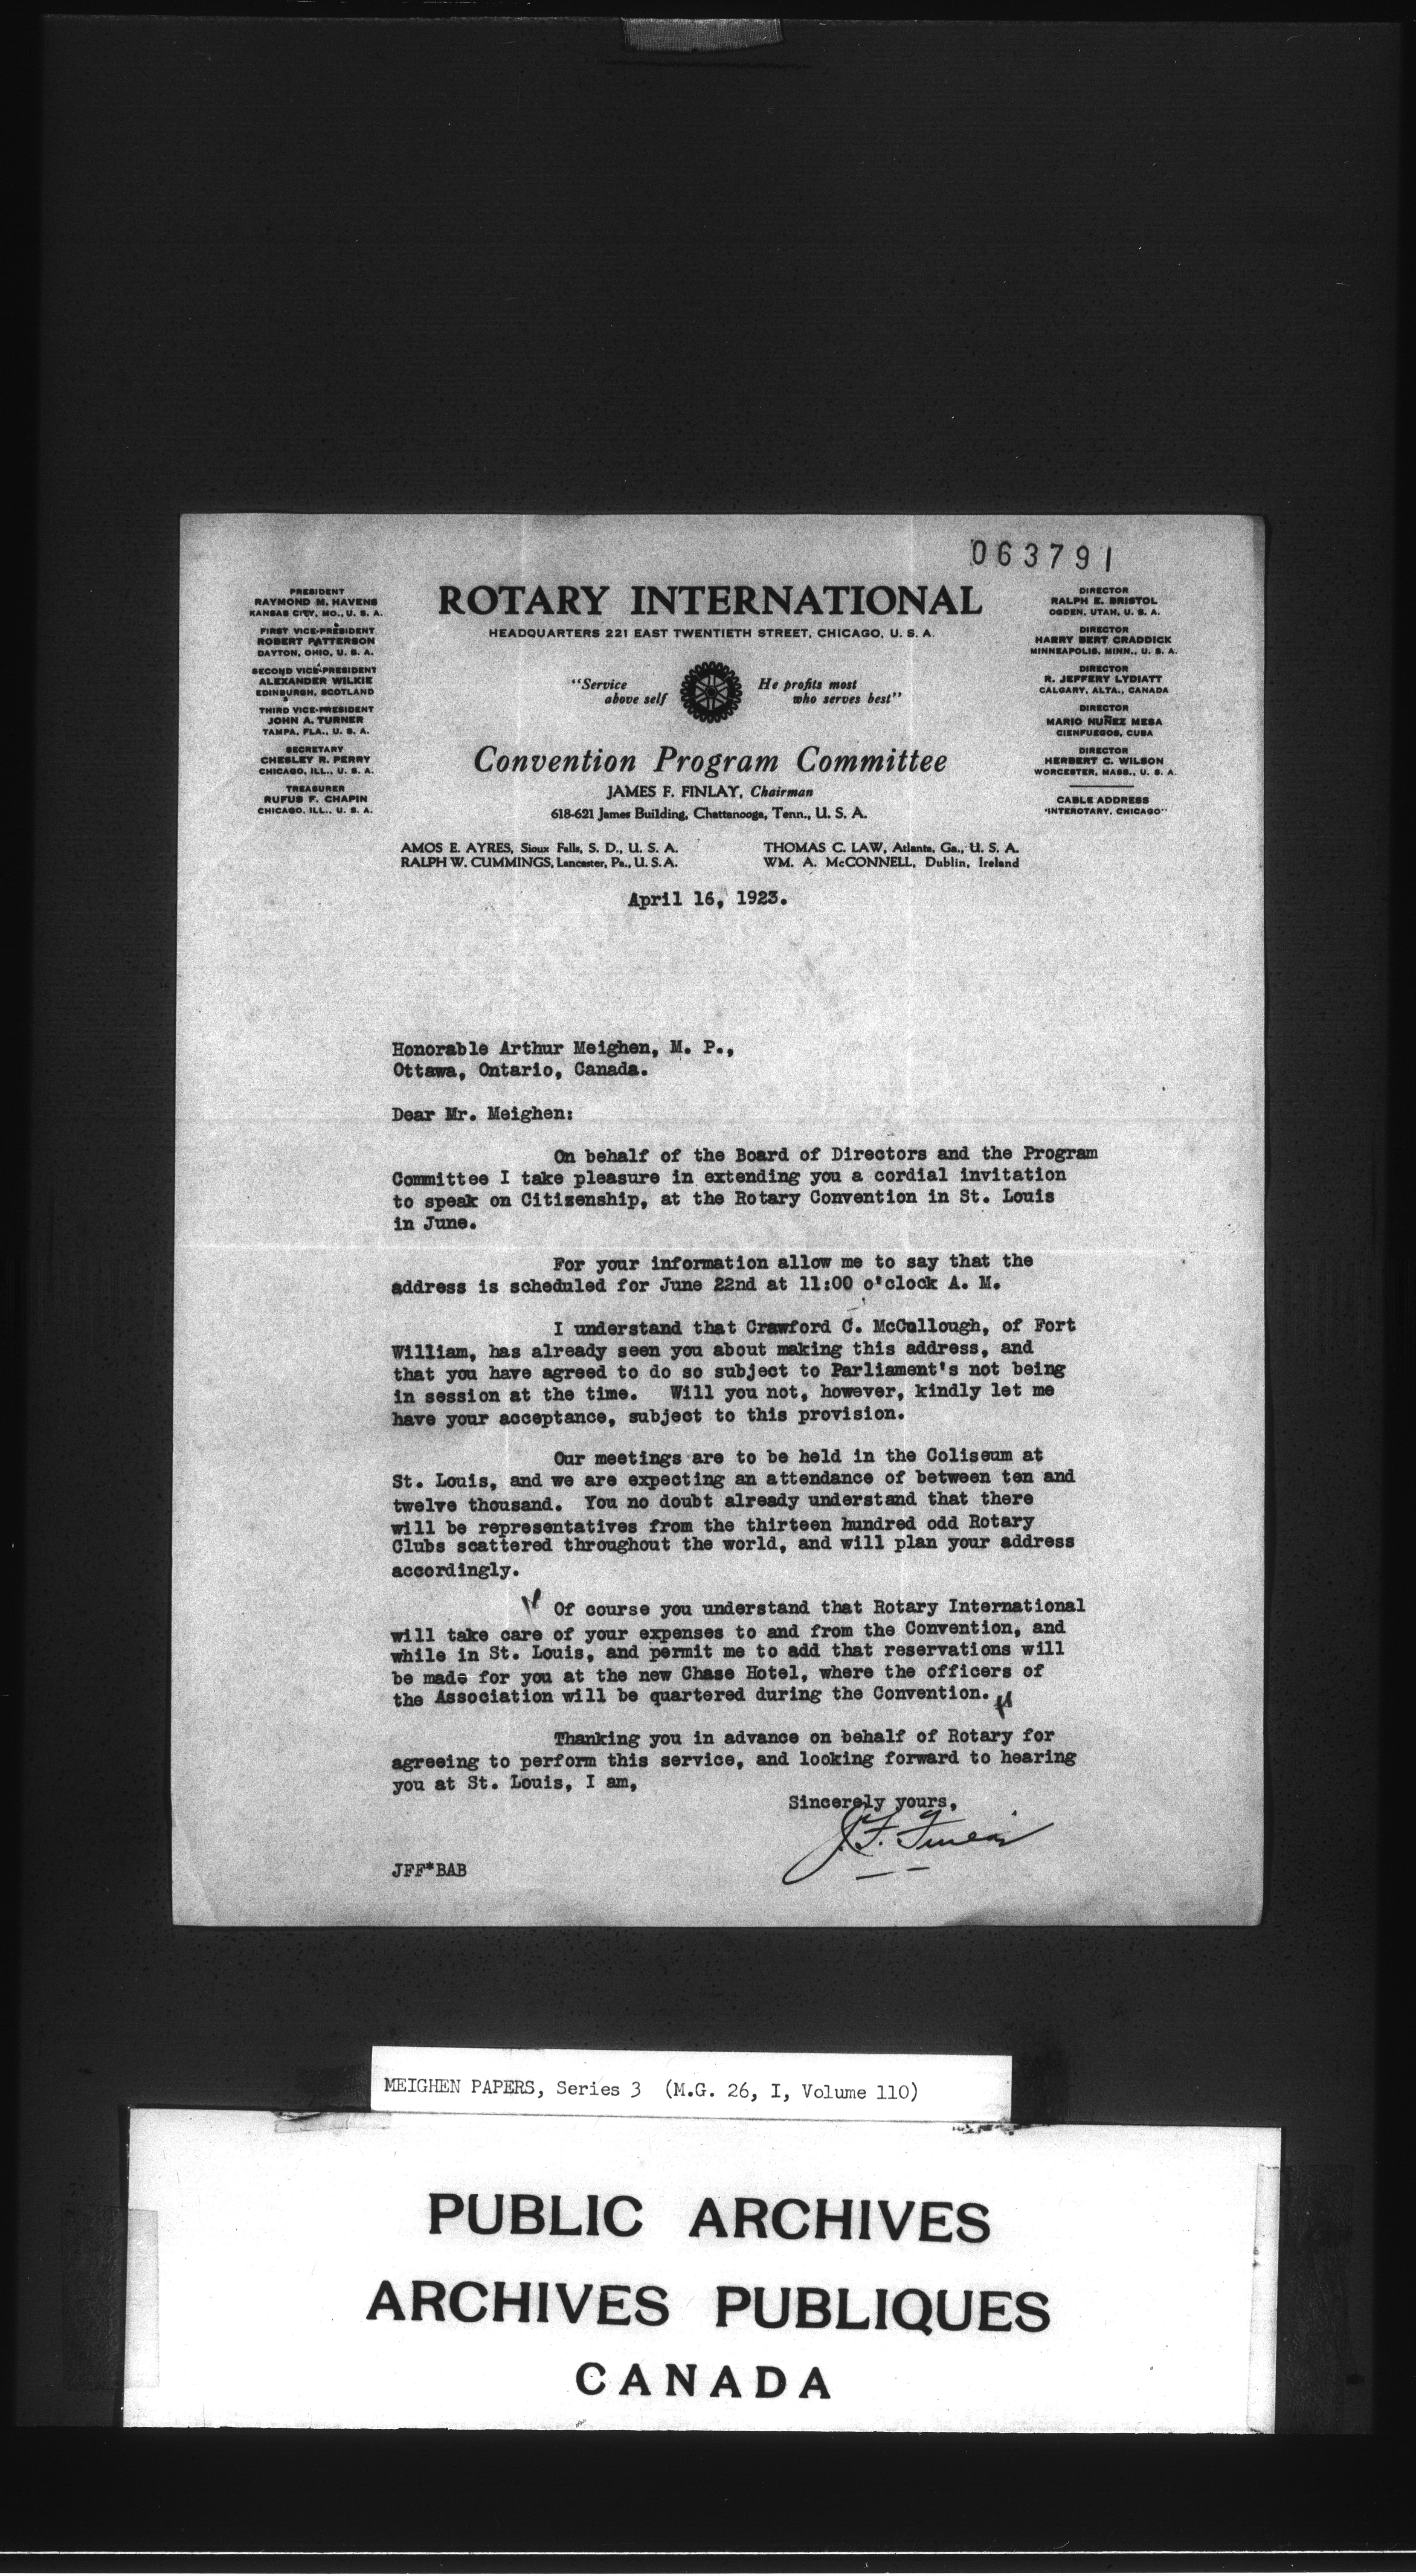 063791
PRESIDENT
RAYMOND M. HAVENS
KANSAS CITY, MO., U. S. A.
FIRST VICE-PRESIDENT
ROBERT PATTERSON
DAYTON, OHIO, U. S. A.
SECOND VICE-PRESIDENT
ALEXANDER WILKIE
EDINBURGH, SCOTLAND
THIRD VICE-PRESIDENT
JOHN A. TURNER
TAMPA, FLA., U. S. A.
SECRETARY
CHESLEY R. PERRY
CHICAGO, ILL., U. S. A.
TREASURER
RUFUS F. CHAPIN
CHICAGO, ILL., U. S. A.
ROTARY INTERNATIONAL
HEADQUARTERS 221 EAST TWENTIETH STREET, CHICAGO, U. S. A.
"Service
above self
He profits most
who serves best"
Convention Program Committee
JAMES F. FINLAY, Chairman
618-621 James Building, Chattanooga, Tenn., U. S. A.
AMOS E. AYRES, Sioux Falls, S. D., U. S. A.
RALPH W. CUMMINGS, Lancaster, Pa., U. S. A.
THOMAS C. LAW, Atlanta, Ga., U. S. A.
WM. A. McCONNELL, Dublin, Ireland
DIRECTOR
RALPH E. BRISTOL
OGDEN, UTAH, U. S. A.
DIRECTOR
HARRY BERT CRADDICK
MINNEAPOLIS, MINN., U. S. A.
DIRECTOR
R. JEFFERY LYDIATT
CALGARY, ALTA., CANADA
DIRECTOR
MARIO NUÑEZ MESA
CIENFUEGOS, CUBA
DIRECTOR
HERBERT C. WILSON
WORCESTER, MASS., U. S. A.
CABLE ADDRESS
"INTEROTARY, CHICAGO"
April 16, 1923.
Honorable Arthur Meighen, M. P.,
Ottawa, Ontario, Canada.
Dear Mr. Meighen:
On behalf of the Board of Directors and the Program
Committee I take pleasure in extending you a cordial invitation
to speak on Citizenship, at the Rotary Convention in St. Louis
in June.
For your information allow me to say that the
address is scheduled for June 22nd at 11:00 o'clock A. M.
I understand that Crawford C. McCullough, of Fort
William, has already seen you about making this address, and
that you have agreed to do so subject to Parliament's not being
in session at the time. Will you not, however, kindly let me
have your acceptance, subject to this provision.
Our meetings are to be held in the Coliseum at
St. Louis, and we are expecting an attendance of between ten and
twelve thousand. You no doubt already understand that there
will be representatives from the thirteen hundred odd Rotary
Clubs scattered throughout the world, and will plan your address
accordingly.
Of course you understand that Rotary International
will take care of your expenses to and from the Convention, and
while in St. Louis, and permit me to add that reservations will
be made for you at the new Chase Hotel, where the officers of
the Association will be quartered during the Convention.
Thanking you in advance on behalf of Rotary for
agreeing to perform this service, and looking forward to hearing
you at St. Louis, I am,
Sincerely yours,
J.F. Finlay
JFF*BAB
MEIGHEN PAPERS, Series 3 (M.G. 26, I, Volume 110)
PUBLIC ARCHIVES
ARCHIVES PUBLIQUES
CANADA